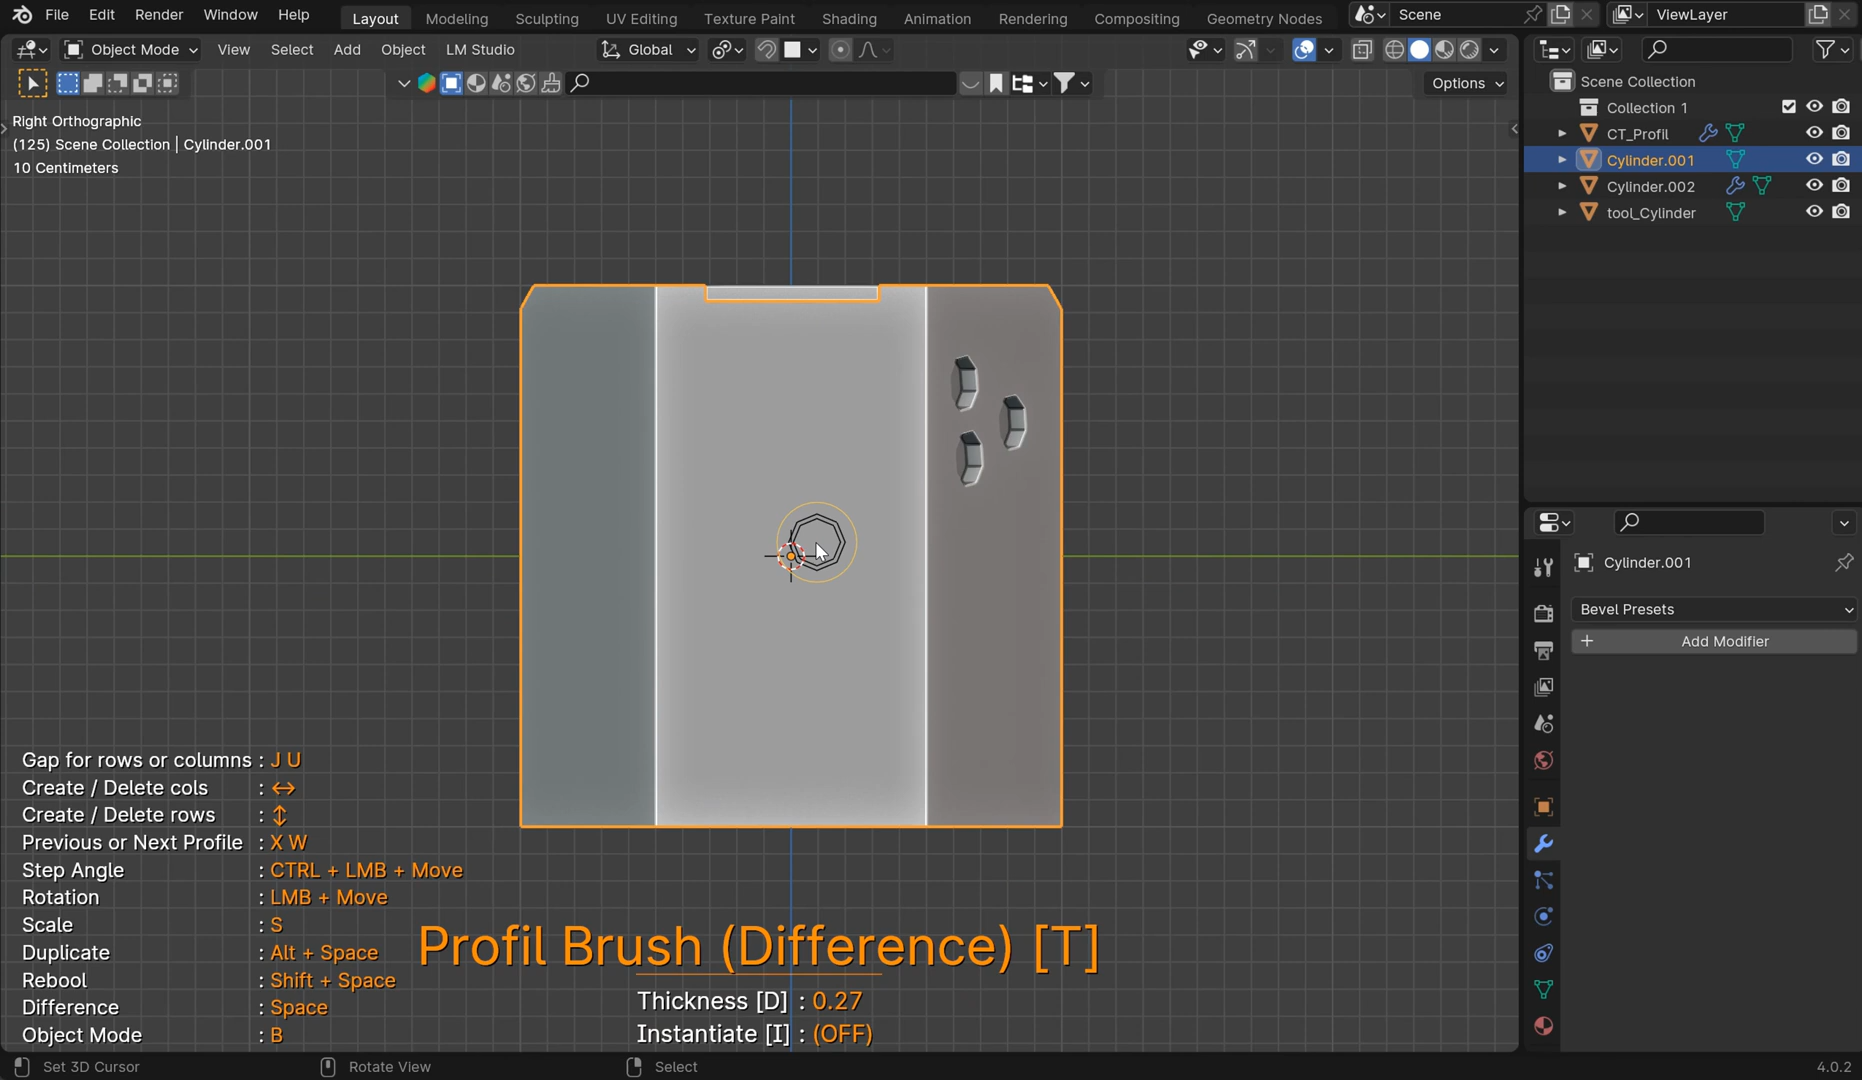 File Edit Render Window Help Layout Modeling Sculpting UV Editing Texture Paint Shading Animation Rendering Compositing Geometry Nodes Scene ViewLayer
Object Mode View Select Add Object LM Studio Global
Options
Right Orthographic
(125) Scene Collection | Cylinder.001
10 Centimeters
Scene Collection
Collection 1
CT_Profil
Cylinder.001
Cylinder.002
tool_Cylinder
Cylinder.001
Bevel Presets
+ Add Modifier
Gap for rows or columns : J U
Create / Delete cols : ↔
Create / Delete rows : ↕
Previous or Next Profile : X W
Step Angle : CTRL + LMB + Move
Rotation : LMB + Move
Scale : S
Duplicate : Alt + Space
Rebool : Shift + Space
Difference : Space
Object Mode : B
Profil Brush (Difference) [T]
Thickness [D] : 0.27
Instantiate [I] : (OFF)
Set 3D Cursor Rotate View Select 4.0.2